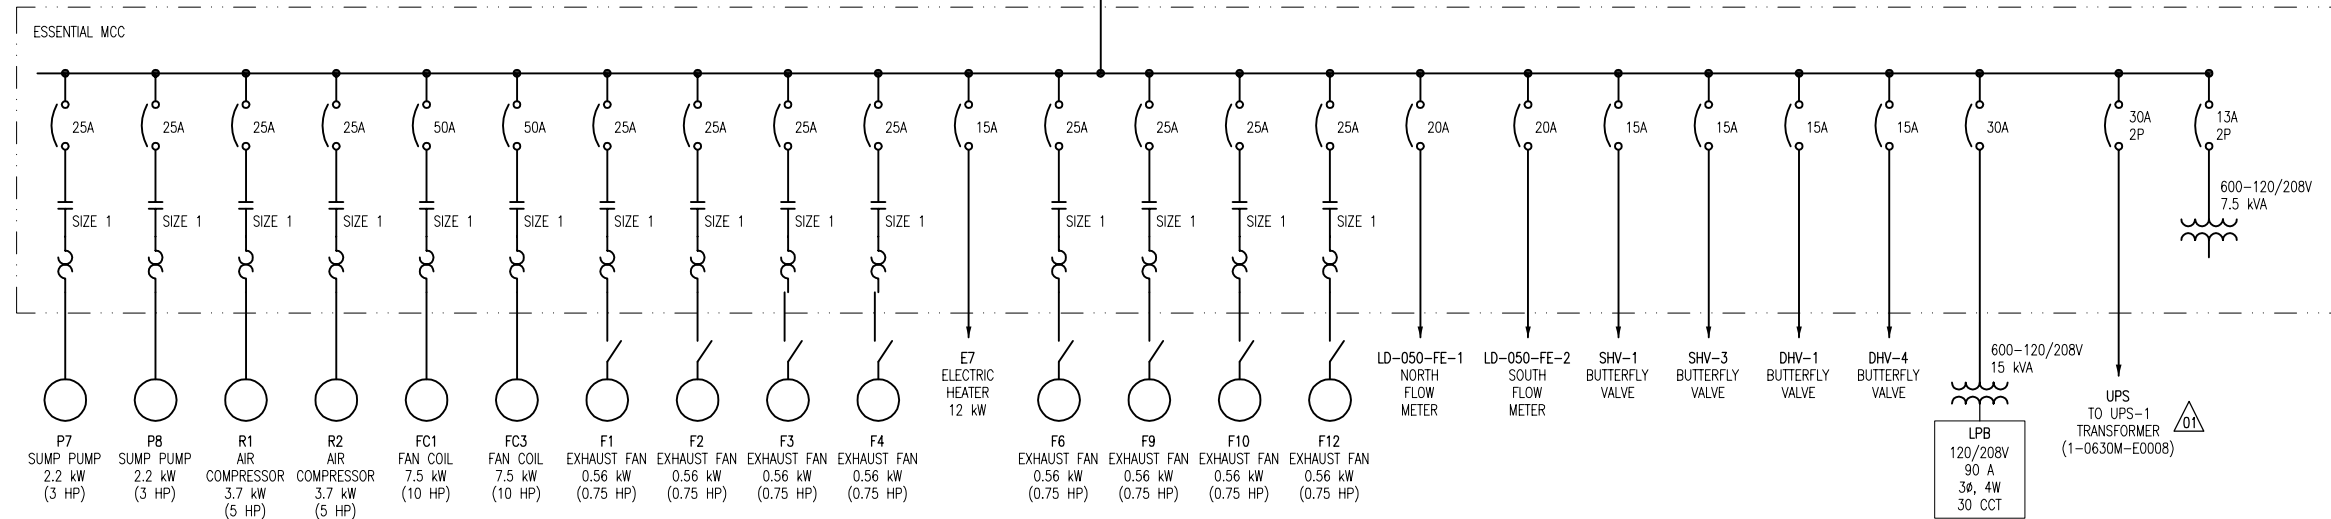 ESSENTIAL MCC
25A
25A
25A
25A
50A
50A
25A
25A
25A
25A
15A
25A
25A
25A
25A
20A
20A
15A
15A
15A
15A
30A
30A
2P
13A
2P
SIZE 1
SIZE 1
SIZE 1
SIZE 1
SIZE 1
SIZE 1
SIZE 1
SIZE 1
SIZE 1
SIZE 1
SIZE 1
SIZE 1
SIZE 1
SIZE 1
600-120/208V
7.5 kVA
P7
SUMP PUMP
2.2 kW
(3 HP)
P8
SUMP PUMP
2.2 kW
(3 HP)
R1
AIR
COMPRESSOR
3.7 kW
(5 HP)
R2
AIR
COMPRESSOR
3.7 kW
(5 HP)
FC1
FAN COIL
7.5 kW
(10 HP)
FC3
FAN COIL
7.5 kW
(10 HP)
F1
EXHAUST FAN
0.56 kW
(0.75 HP)
F2
EXHAUST FAN
0.56 kW
(0.75 HP)
F3
EXHAUST FAN
0.56 kW
(0.75 HP)
F4
EXHAUST FAN
0.56 kW
(0.75 HP)
E7
ELECTRIC
HEATER
12 kW
F6
EXHAUST FAN
0.56 kW
(0.75 HP)
F9
EXHAUST FAN
0.56 kW
(0.75 HP)
F10
EXHAUST FAN
0.56 kW
(0.75 HP)
F12
EXHAUST FAN
0.56 kW
(0.75 HP)
LD-050-FE-1
NORTH
FLOW
METER
LD-050-FE-2
SOUTH
FLOW
METER
SHV-1
BUTTERFLY
VALVE
SHV-3
BUTTERFLY
VALVE
DHV-1
BUTTERFLY
VALVE
DHV-4
BUTTERFLY
VALVE
600-120/208V
15 kVA
LPB
120/208V
90 A
3ø, 4W
30 CCT
UPS
TO UPS-1
TRANSFORMER
(1-0630M-E0008)
01